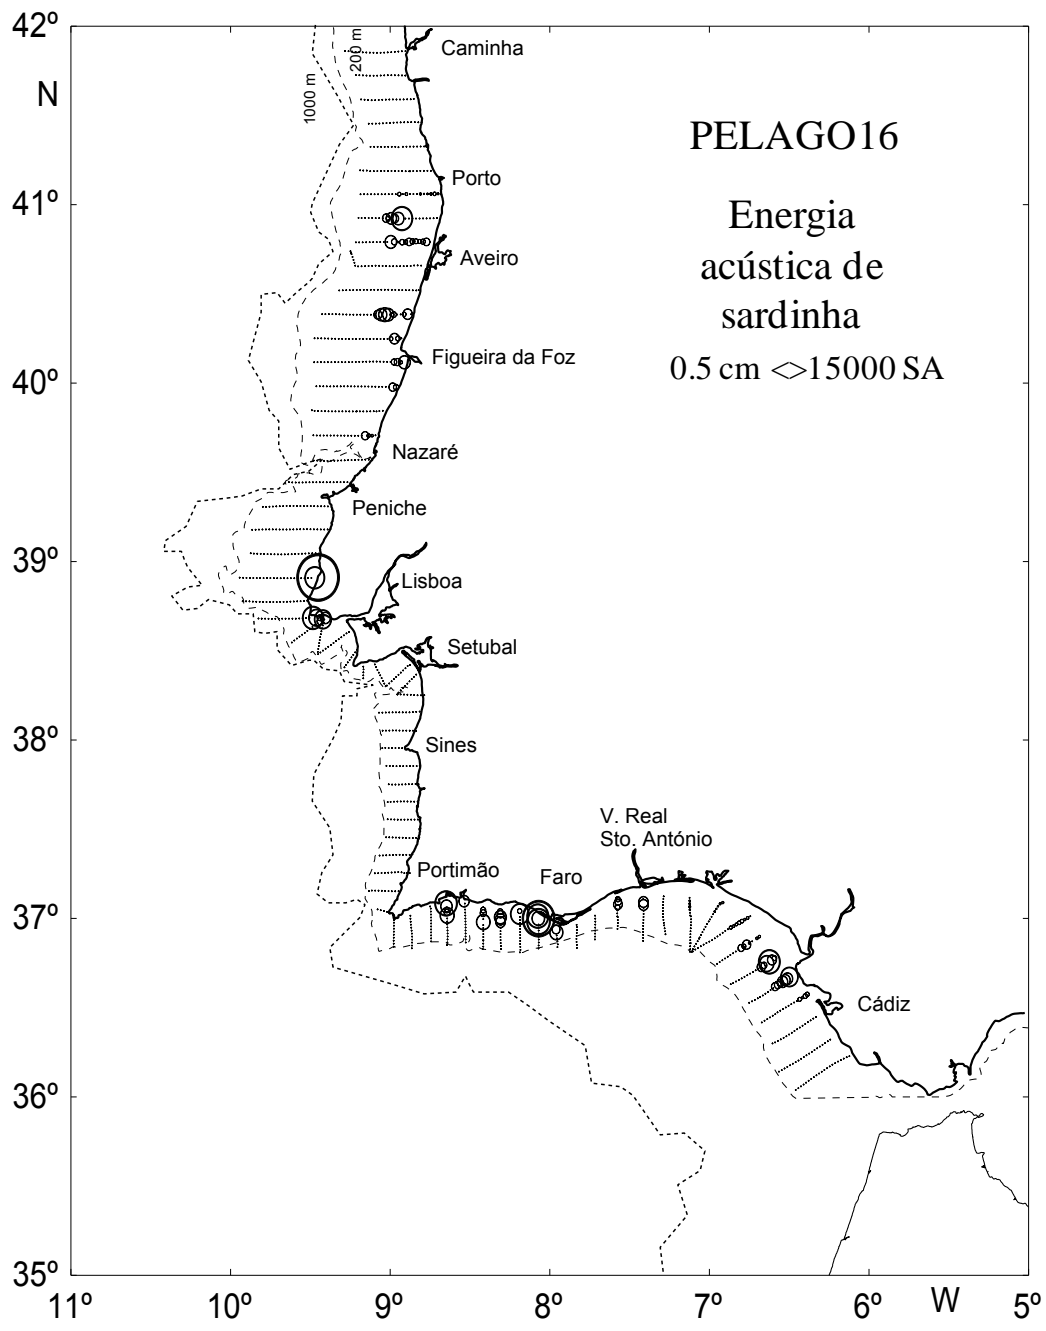 42º
N
1000 m
200 m
Caminha
PELAGO16
Porto
41º
Energia
acústica de
sardinha
0.5 cm <>15000 SA
Aveiro
Figueira da Foz
40º
Nazaré
Peniche
39º
Lisboa
Setubal
38º
Sines
V. Real
Sto. António
Portimão
Faro
37º
Cádiz
36º
35º
11º
10º
9º
8º
7º
6º
W
5º